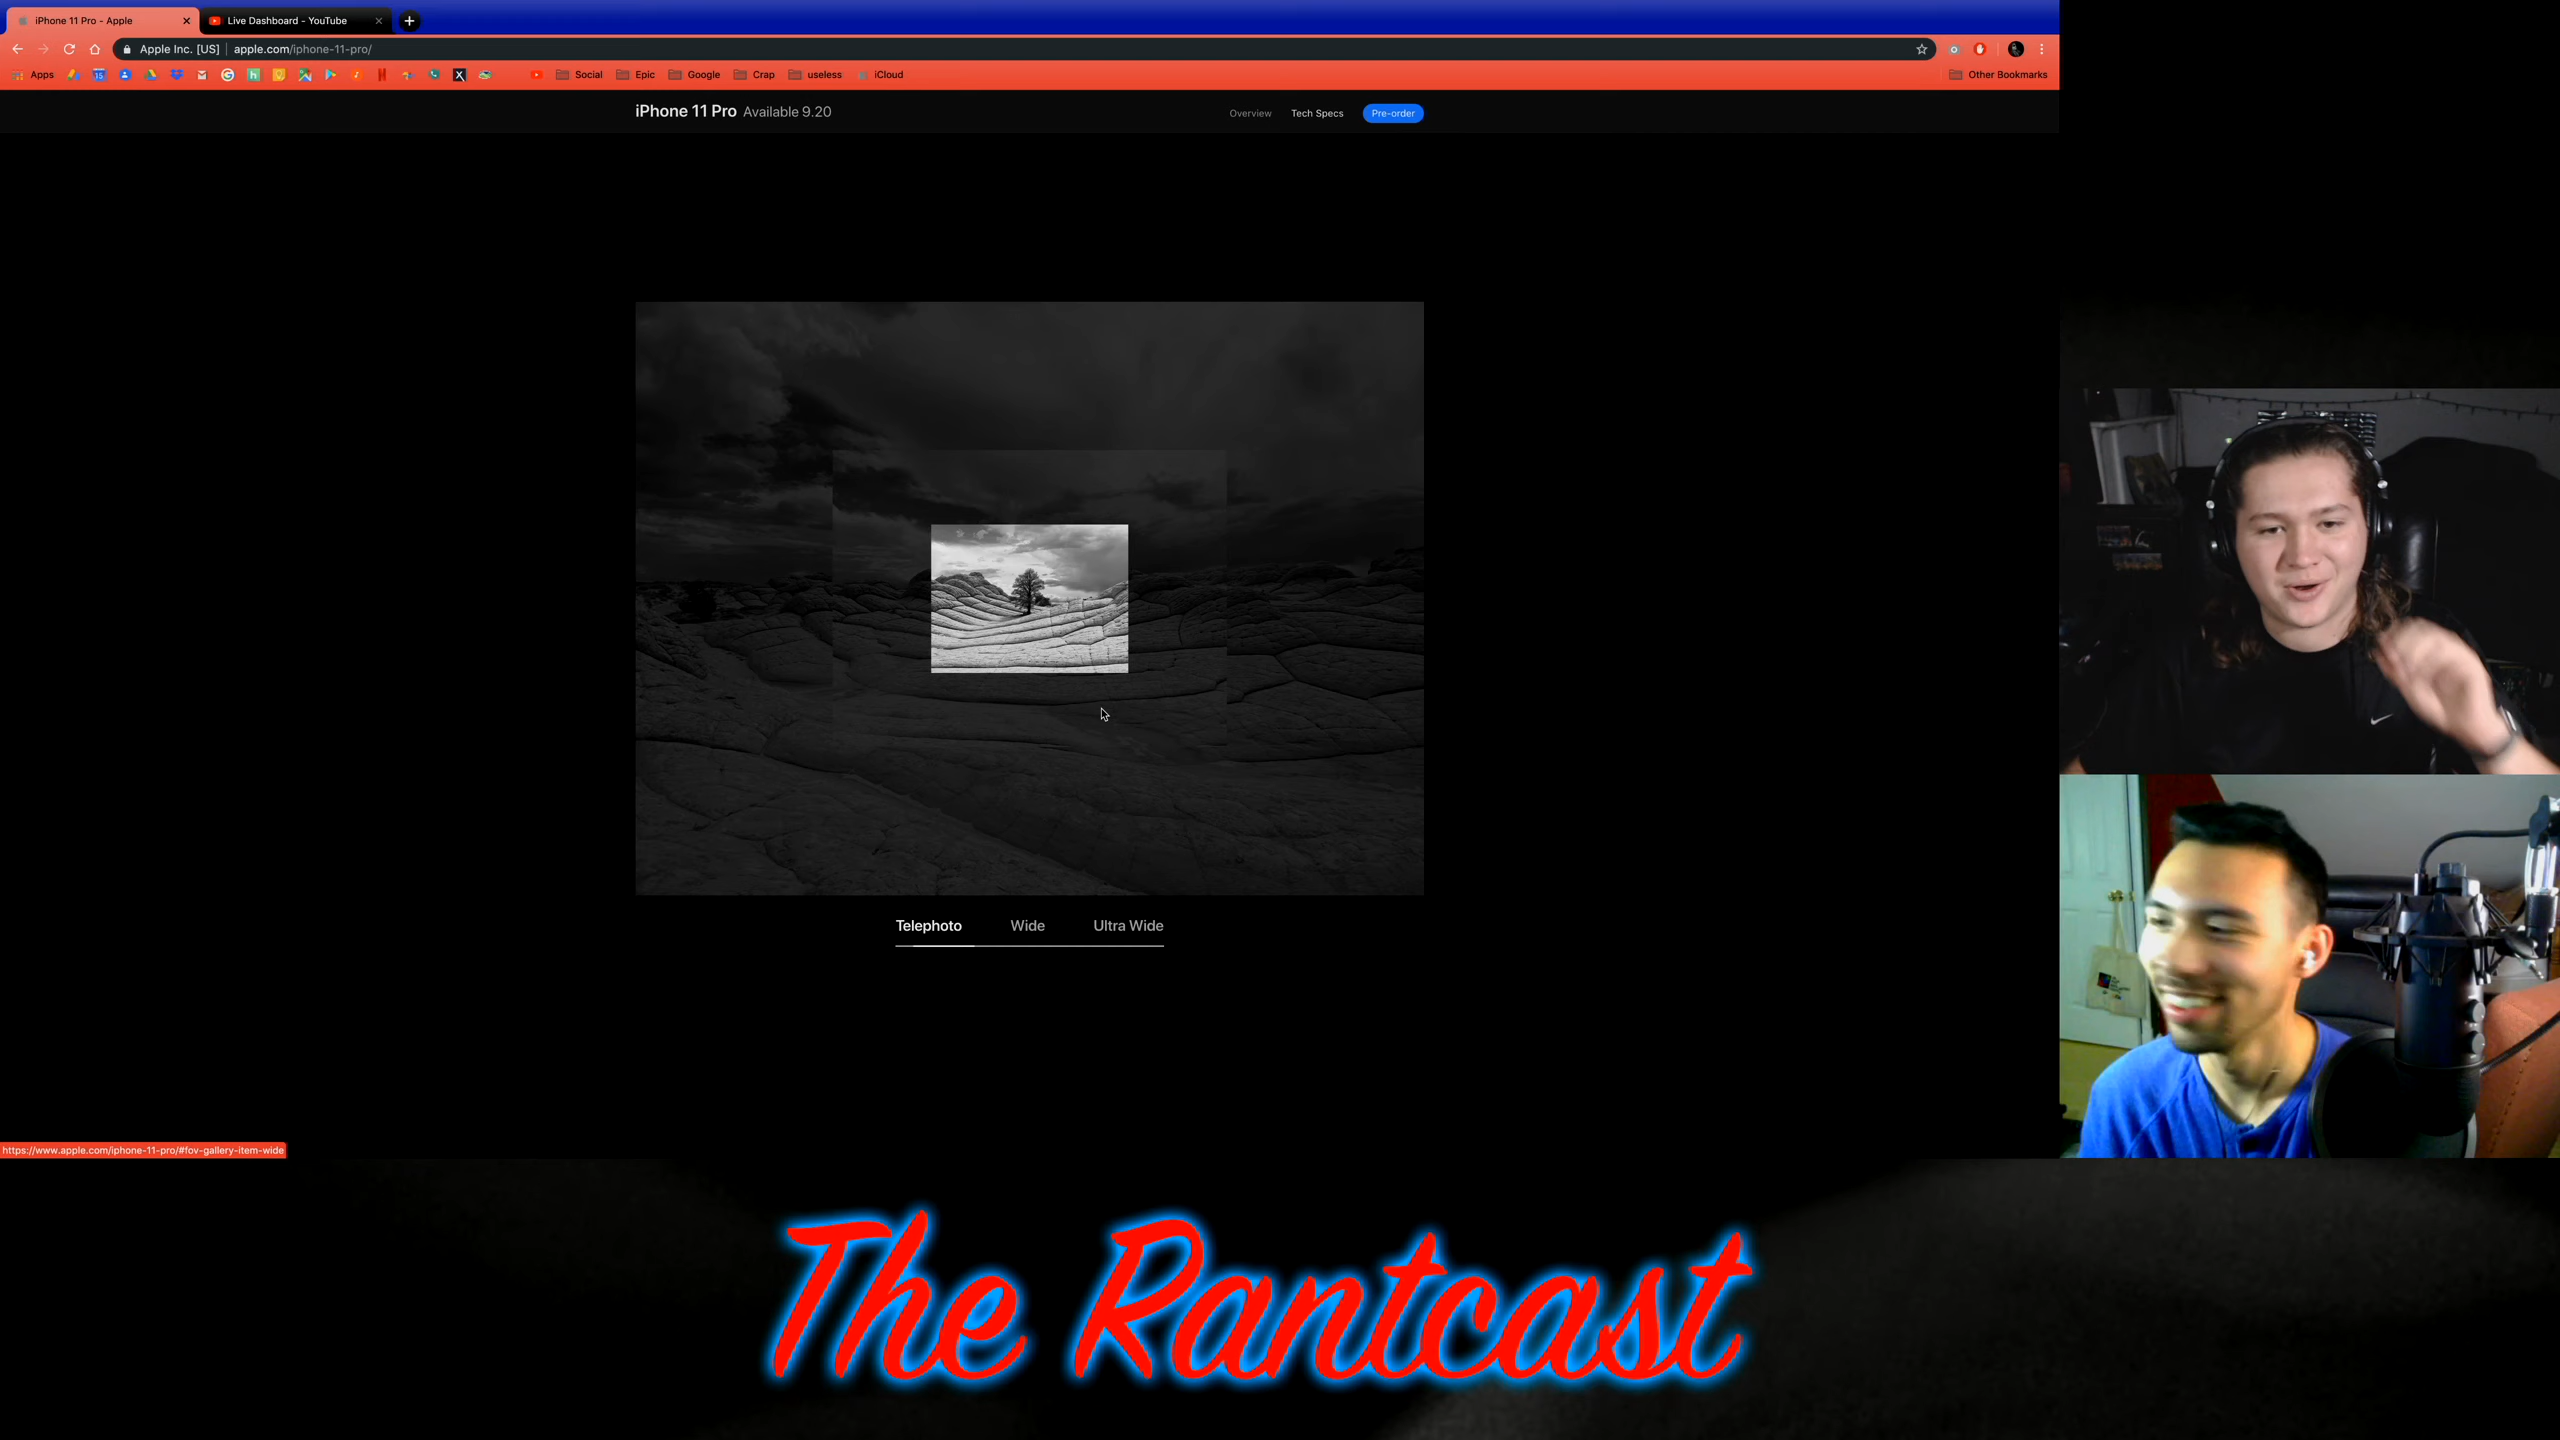 iPhone 11 Pro - Apple
Live Dashboard - YouTube
Apple Inc. [US] | apple.com/iphone-11-pro/
Apps
15
Social
Epic
Google
Crap
useless
iCloud
Other Bookmarks
iPhone 11 Pro Available 9.20
Overview
Tech Specs
Pre-order
Telephoto
Wide
Ultra Wide
https://www.apple.com/iphone-11-pro/#fov-gallery-item-wide
The Rantcast